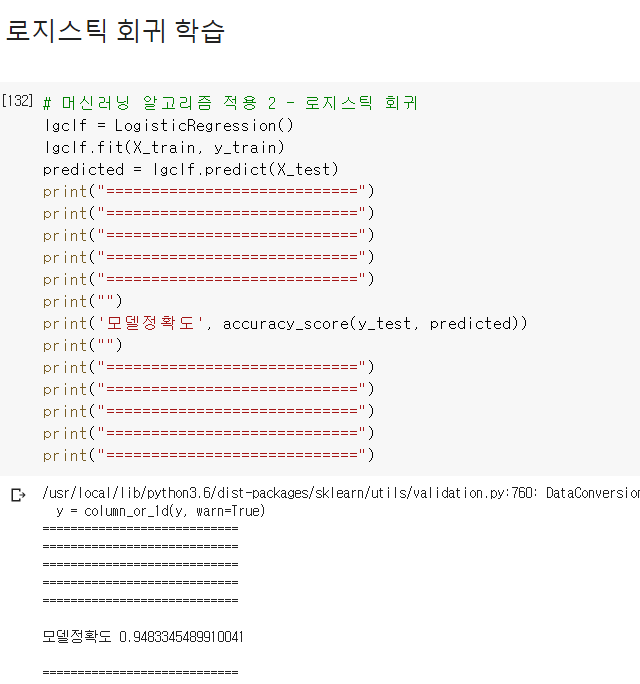 로지스틱 회귀 학습
[132] # 머신러닝 알고리즘 적용 2 - 로지스틱 회귀
lgclf = LogisticRegression()
lgclf.fit(X_train, y_train)
predicted = lgclf.predict(X_test)
print("============================")
print("============================")
print("============================")
print("============================")
print("============================")
print("")
print('모델정확도', accuracy_score(y_test, predicted))
print("")
print("============================")
print("============================")
print("============================")
print("============================")
print("============================")
/usr/local/lib/python3.6/dist-packages/sklearn/utils/validation.py:760: DataConversion
y = column_or_1d(y, warn=True)
============================
============================
============================
============================
============================
모델정확도 0.9483345489910041
============================